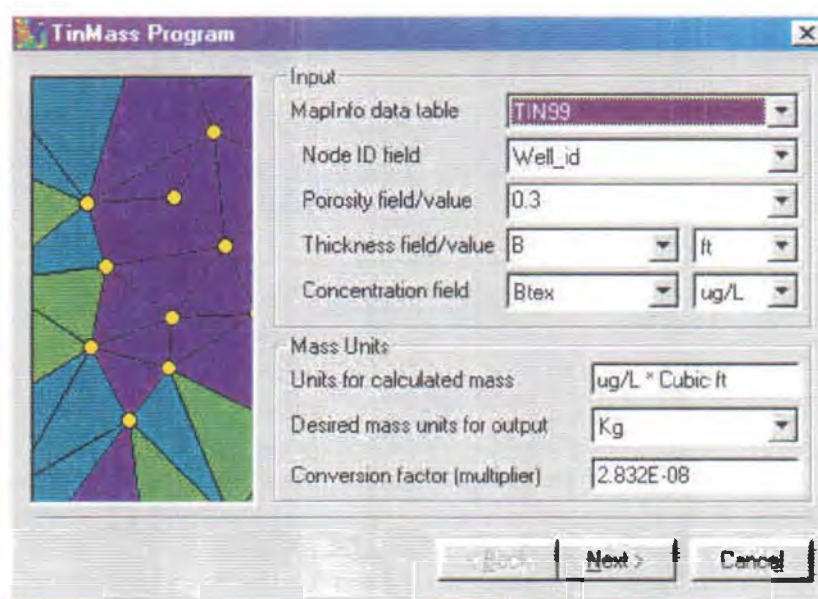 TinMass Program
Input
MapInfo data table TIN99
Node ID field Well_id
Porosity field/value 0.3
Thickness field/value B ft
Concentration field Btex ug/L
Mass Units
Units for calculated mass ug/L * Cubic ft
Desired mass units for output Kg
Conversion factor (multiplier) 2.832E-08
< Back Next > Cancel